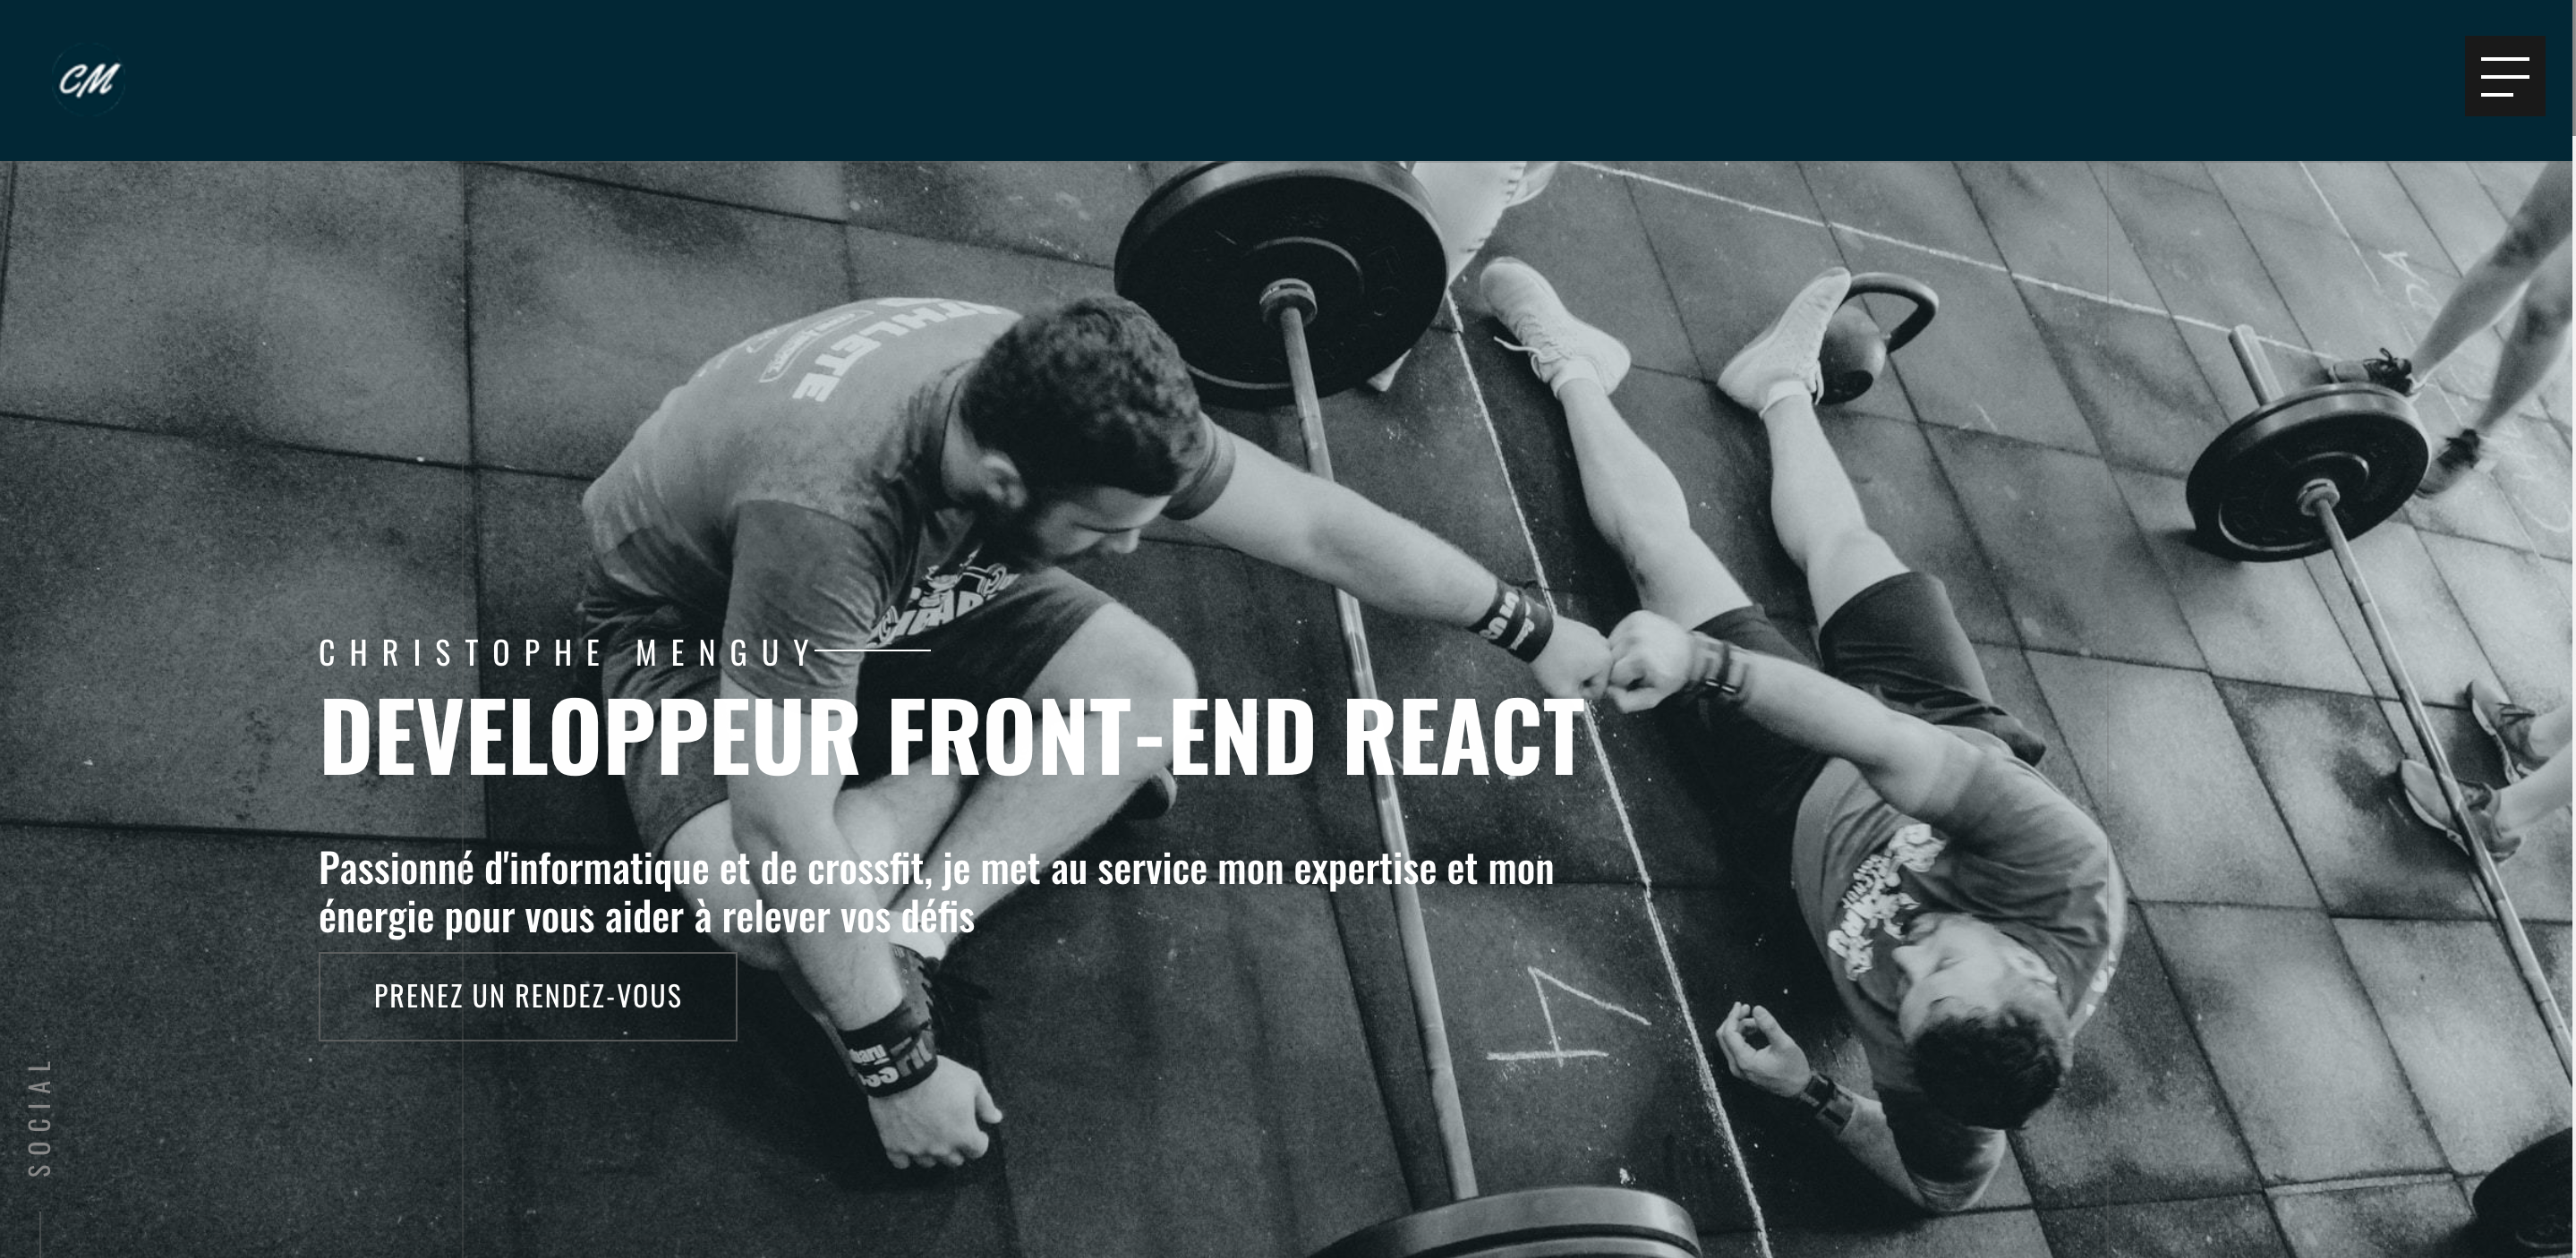 CM
ATHLETE
CHRISTOPHE MENGUY
DEVELOPPEUR FRONT-END REACT
Passionné d'informatique et de crossfit, je met au service mon expertise et mon
énergie pour vous aider à relever vos défis
PRENEZ UN RENDEZ-VOUS
SOCIAL